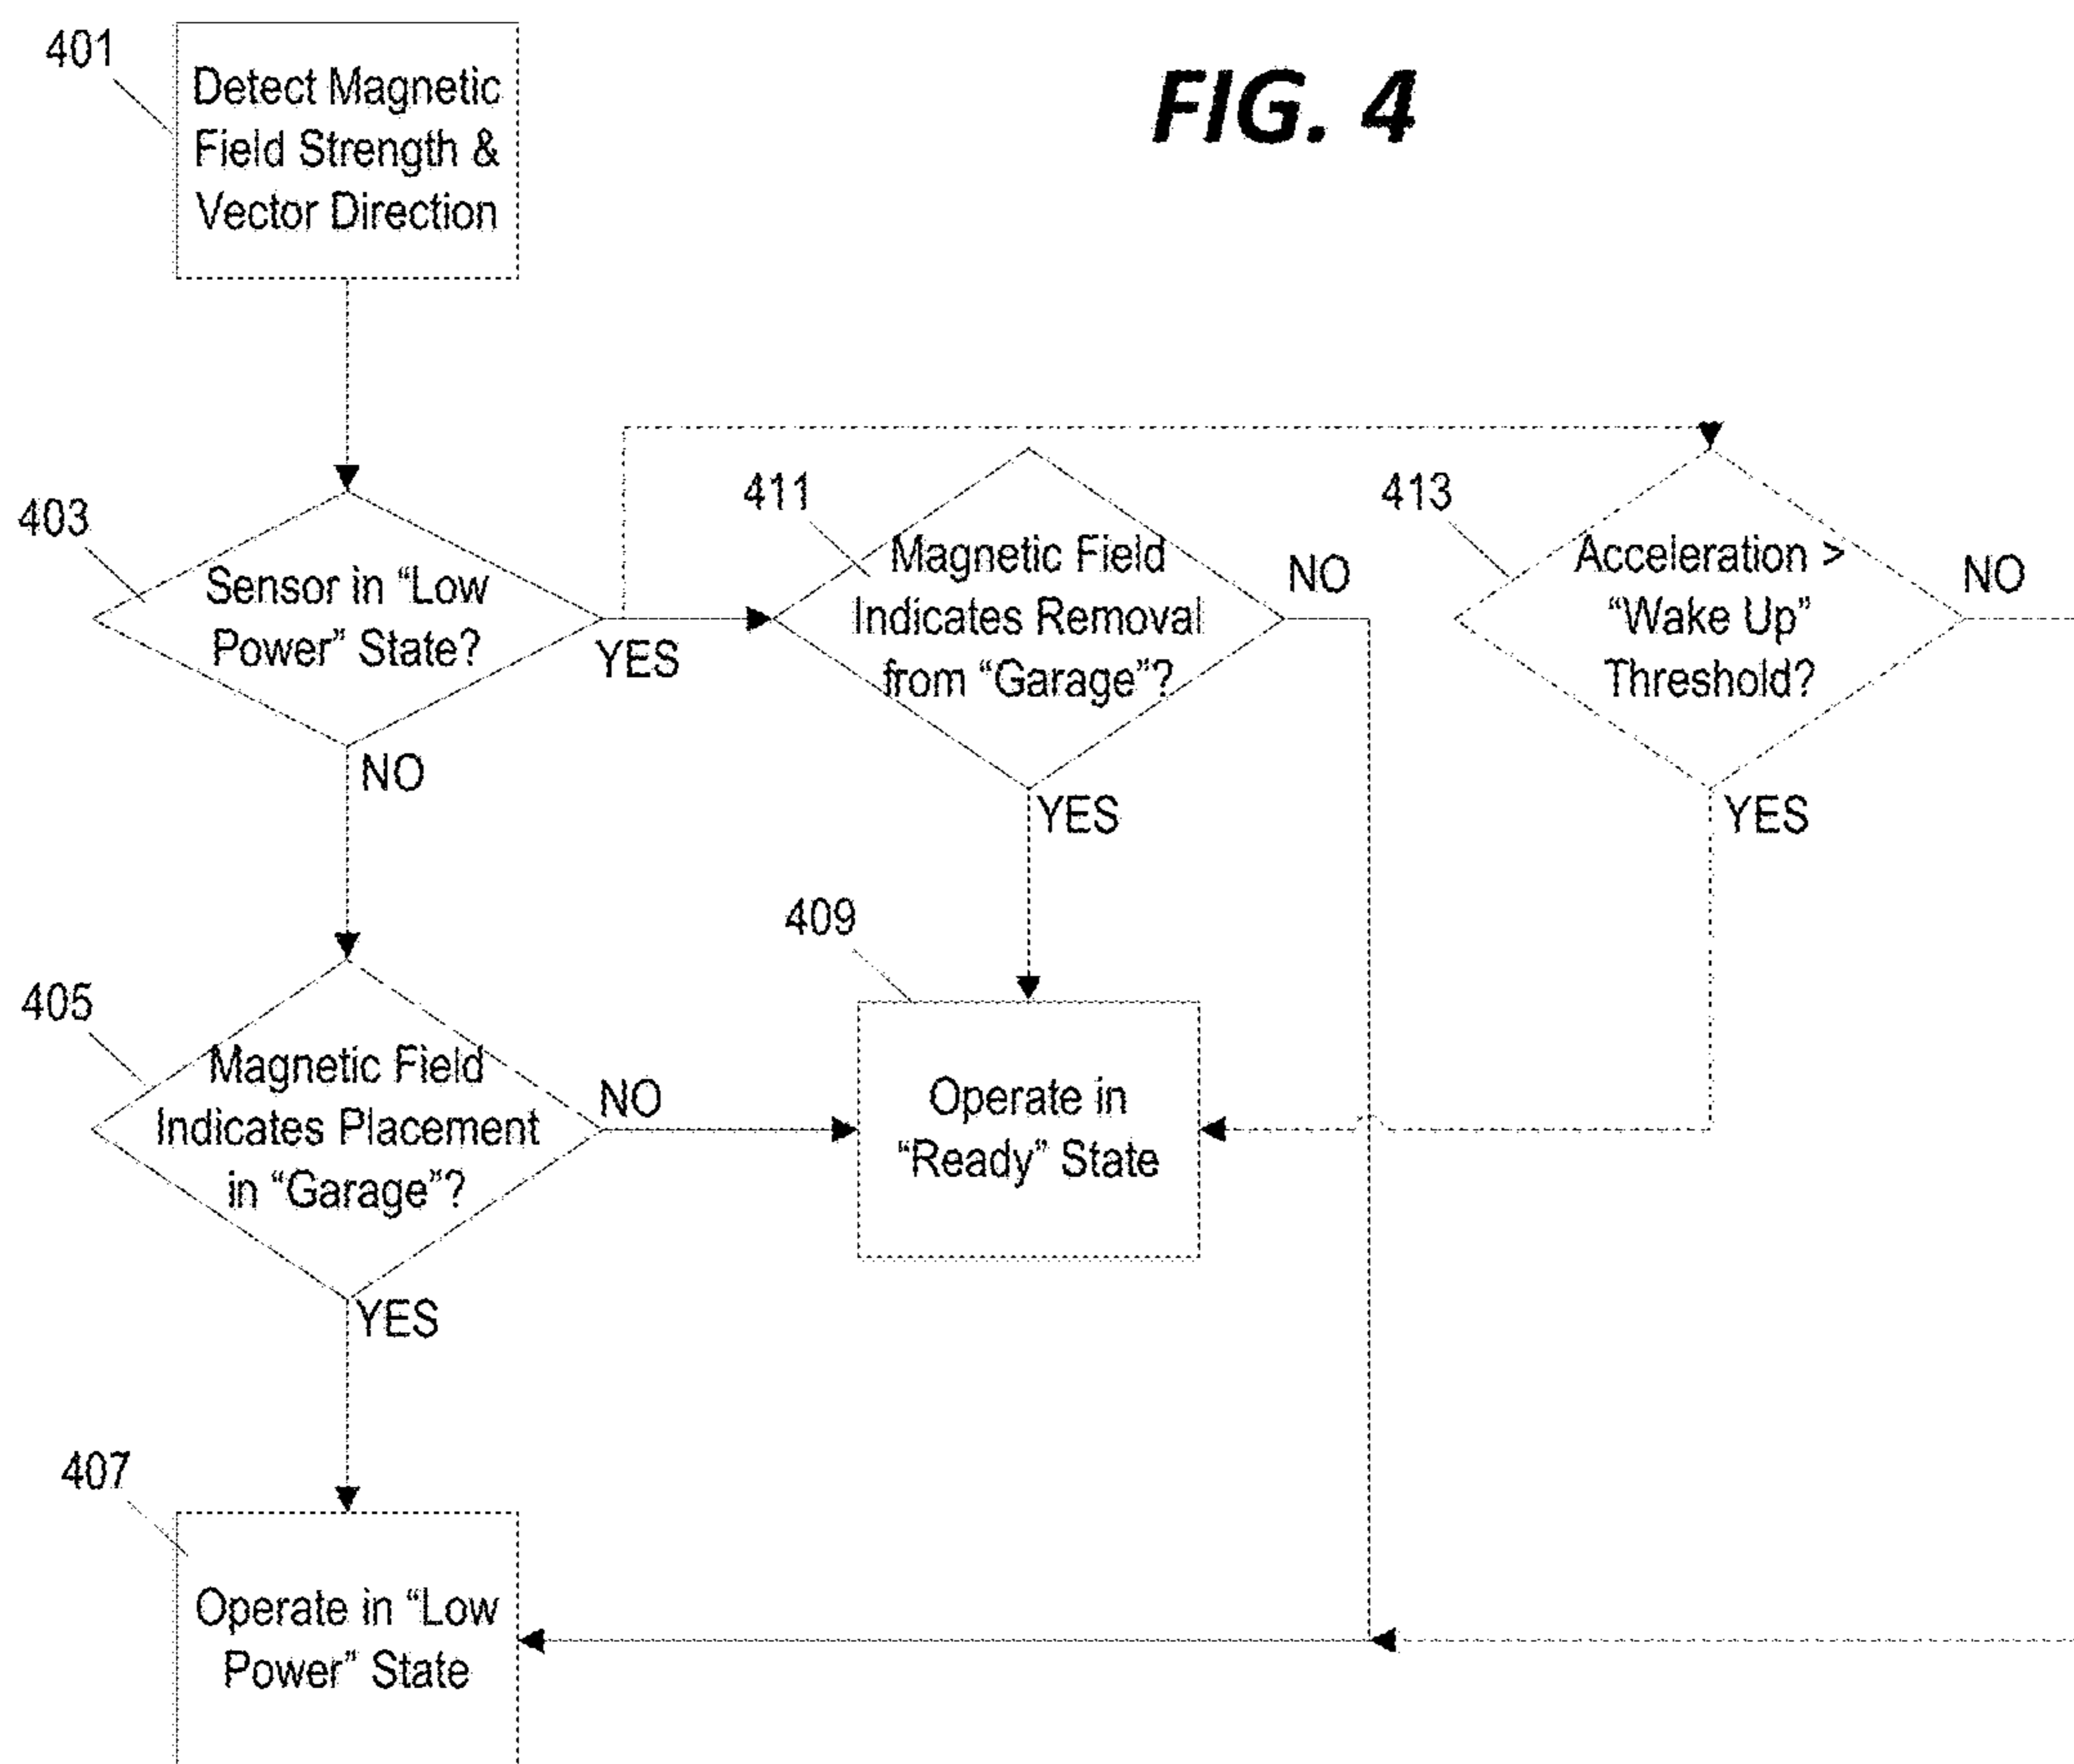 FIG. 4
401
Detect Magnetic
Field Strength &
Vector Direction
403
Sensor in “Low
Power” State?
YES
NO
411
Magnetic Field
Indicates Removal
from “Garage”?
NO
YES
413
Acceleration >
“Wake Up”
Threshold?
NO
YES
405
Magnetic Field
Indicates Placement
in “Garage”?
NO
YES
409
Operate in
“Ready” State
407
Operate in “Low
Power” State